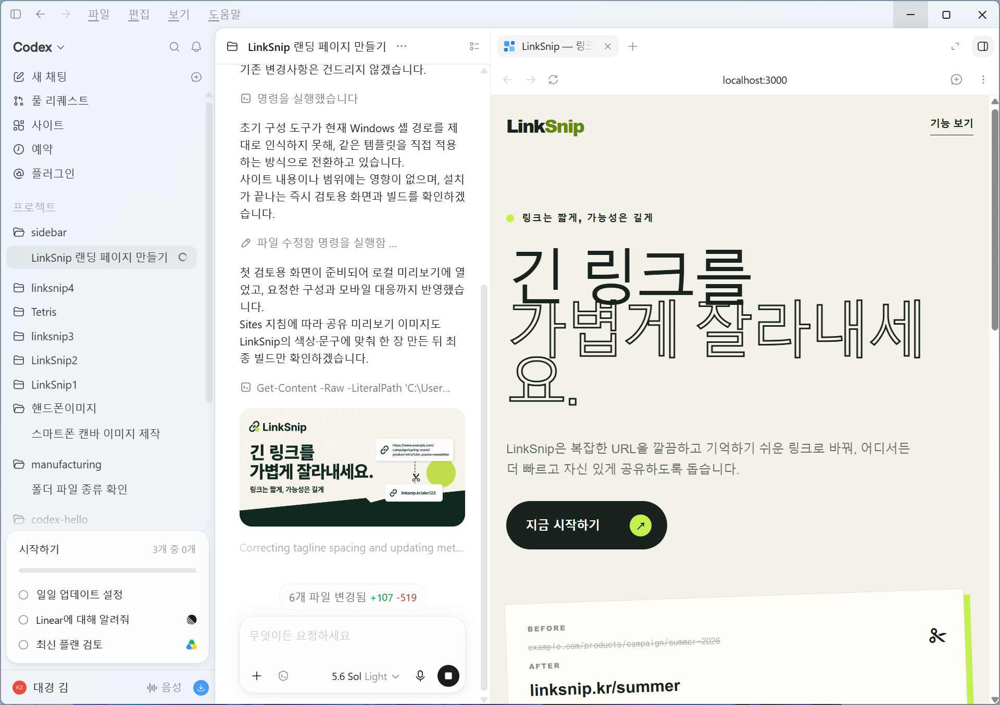 파일 편집 보기 도움말
Codex
새 채팅
풀 리퀘스트
사이트
예약
플러그인
프로젝트
sidebar
LinkSnip 랜딩 페이지 만들기
linksnip4
Tetris
linksnip3
LinkSnip2
LinkSnip1
핸드폰이미지
스마트폰 캔바 이미지 제작
manufacturing
폴더 파일 종류 확인
codex-hello
시작하기 3개 중 0개
일일 업데이트 설정
Linear에 대해 알려줘
최신 플랜 검토
KZ 대경 김 음성
LinkSnip 랜딩 페이지 만들기 ...
기존 변경사항은 건드리지 않겠습니다.
명령을 실행했습니다
초기 구성 도구가 현재 Windows 셸 경로를 제
대로 인식하지 못해, 같은 템플릿을 직접 적용
하는 방식으로 전환하고 있습니다.
사이트 내용이나 범위에는 영향이 없으며, 설치
가 끝나는 즉시 검토용 화면과 빌드를 확인하겠
습니다.
파일 수정함 명령을 실행함 ...
첫 검토용 화면이 준비되어 로컬 미리보기에 열
었고, 요청한 구성과 모바일 대응까지 반영했습
니다.
Sites 지침에 따라 공유 미리보기 이미지도
LinkSnip의 색상·문구에 맞춰 한 장 만든 뒤 최
종 빌드만 확인하겠습니다.
Get-Content -Raw -LiteralPath 'C:\User...
LinkSnip
긴 링크를
가볍게 잘라내세요.
링크는 짧게, 가능성은 길게
https://www.example.com/
campaign/spring-event/
product-intro?utm_source=newsletter
linksnip.kr/abc123
Correcting tagline spacing and updating met...
6개 파일 변경됨 +107 -519
무엇이든 요청하세요
5.6 Sol Light
LinkSnip — 링크
localhost:3000
LinkSnip
기능 보기
링크는 짧게, 가능성은 길게
긴 링크를
가볍게 잘라내세
요.
LinkSnip은 복잡한 URL을 깔끔하고 기억하기 쉬운 링크로 바꿔, 어디서든
더 빠르고 자신 있게 공유하도록 돕습니다.
지금 시작하기
BEFORE
example.com/products/campaign/summer-2026
AFTER
linksnip.kr/summer